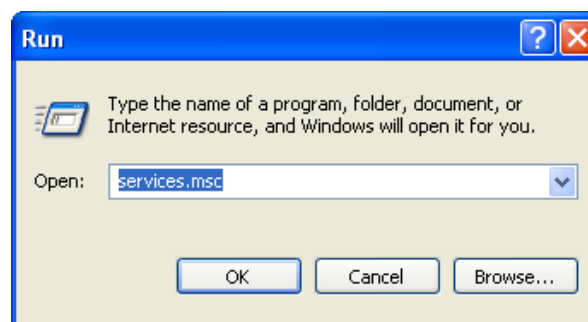 Run
Type the name of a program, folder, document, or
Internet resource, and Windows will open it for you.
Open: services.msc
OK Cancel Browse...